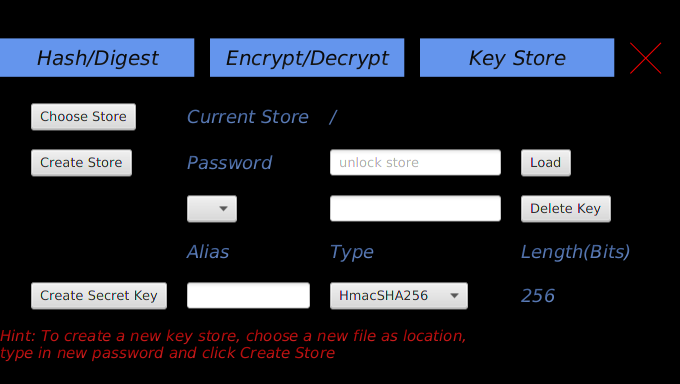 Hash/Digest Encrypt/Decrypt Key Store
Choose Store Current Store /
Create Store Password unlock store Load
Delete Key
Alias Type Length(Bits)
Create Secret Key HmacSHA256 256
Hint: To create a new key store, choose a new file as location,
type in new password and click Create Store